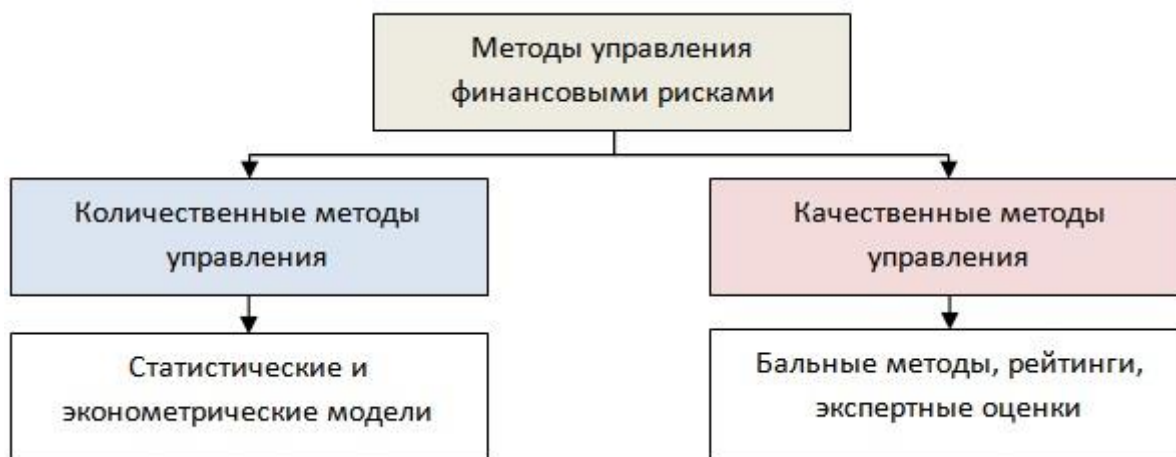 Методы управления
финансовыми рисками
Количественные методы
управления
Качественные методы
управления
Статистические и
эконометрические модели
Бальные методы, рейтинги,
экспертные оценки